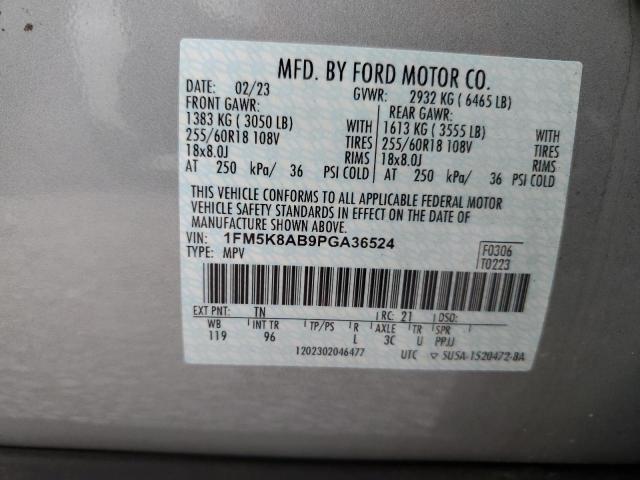 MFD. BY FORD MOTOR CO.
DATE: 02/23 GVWR: 2932 KG ( 6465 LB)
FRONT GAWR: REAR GAWR:
1383 KG ( 3050 LB) WITH 1613 KG ( 3555 LB) WITH
255/60R18 108V TIRES 255/60R18 108V TIRES
18x8.0J RIMS 18x8.0J RIMS
AT 250 kPa/ 36 PSI COLD AT 250 kPa/ 36 PSI COLD
THIS VEHICLE CONFORMS TO ALL APPLICABLE FEDERAL MOTOR
VEHICLE SAFETY STANDARDS IN EFFECT ON THE DATE OF
MANUFACTURE SHOWN ABOVE.
VIN: 1FM5K8AB9PGA36524 F0306
TYPE: MPV T0223
EXT PNT: TN RC: 21 DSO:
WB INT TR TP/PS R AXLE TR SPR
119 96 L 3C U PPJJ
1202302046477 UTC ▽ 5U5A-1520472-8A